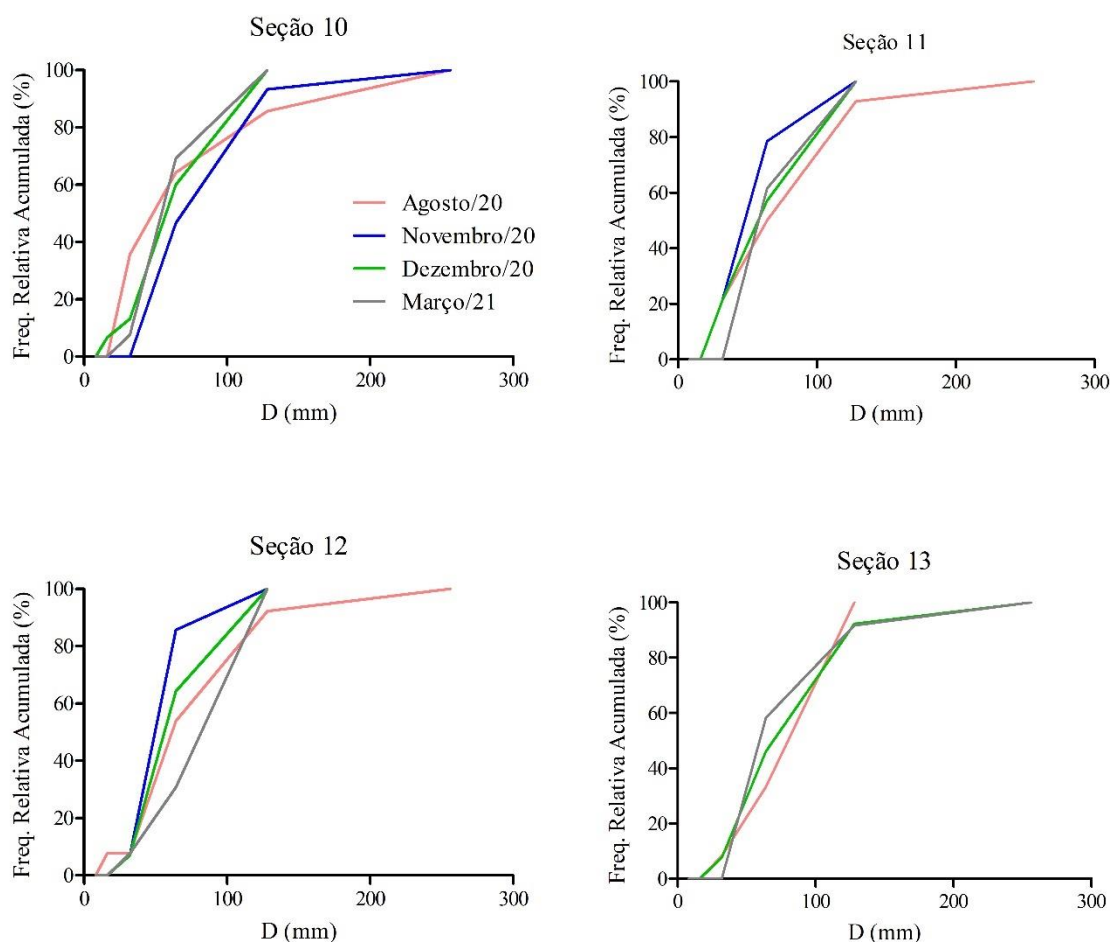 Seção 10
Freq. Relativa Acumulada (%)
100
80
60
40
20
0
Agosto/20
Novembro/20
Dezembro/20
Março/21
0 100 200 300
D (mm)
Seção 11
Freq. Relativa Acumulada (%)
100
80
60
40
20
0
0 100 200 300
D (mm)
Seção 12
Freq. Relativa Acumulada (%)
100
80
60
40
20
0
0 100 200 300
D (mm)
Seção 13
Freq. Relativa Acumulada (%)
100
80
60
40
20
0
0 100 200 300
D (mm)